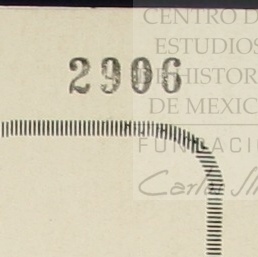 2906
CENTRO D
ESTUDIOS
E HISTOR
DE MEXIC
FUNDACI
Carlos Sl